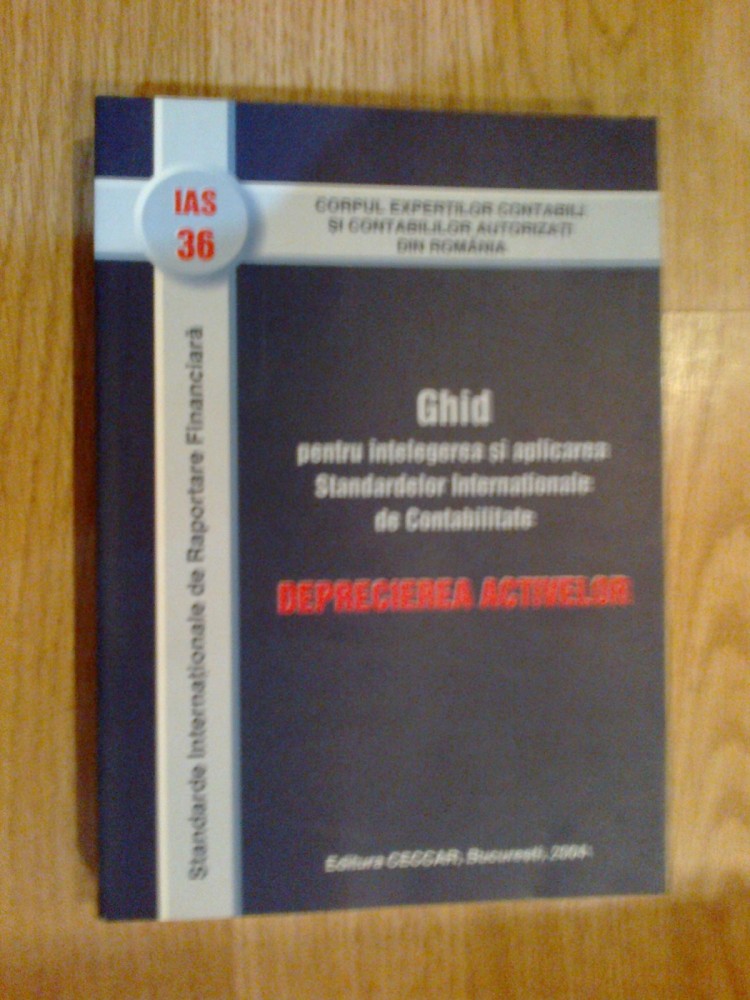 IAS
36
CORPUL EXPERȚILOR CONTABILI
ȘI CONTABILILOR AUTORIZAȚI
DIN ROMÂNIA
Standarde Internaționale de Raportare Financiară
Ghid
pentru înțelegerea și aplicarea
Standardelor Internaționale
de Contabilitate
DEPRECIEREA ACTIVELOR
Editura CECCAR, București, 2004